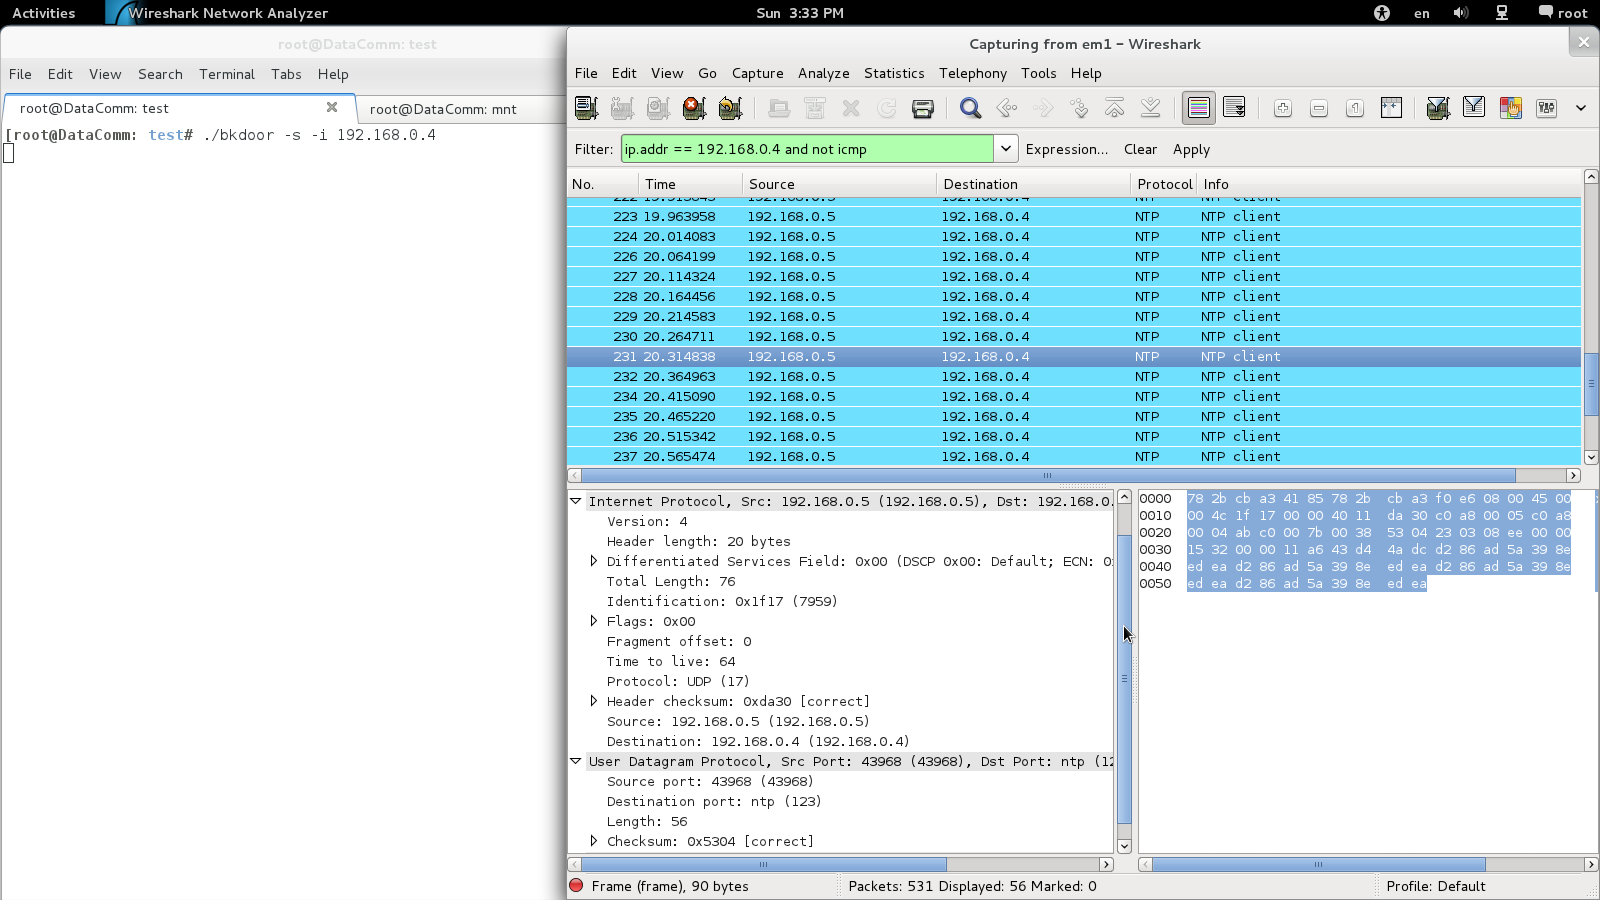 Activities Wireshark Network Analyzer Sun 3:33 PM en root
root@DataComm: test
File Edit View Search Terminal Tabs Help
root@DataComm: test root@DataComm: mnt
[root@DataComm: test# ./bkdoor -s -i 192.168.0.4
Capturing from em1 - Wireshark
File Edit View Go Capture Analyze Statistics Telephony Tools Help
Filter: ip.addr == 192.168.0.4 and not icmp Expression... Clear Apply
No. Time Source Destination Protocol Info
223 19.963958 192.168.0.5 192.168.0.4 NTP NTP client
224 20.014083 192.168.0.5 192.168.0.4 NTP NTP client
226 20.064199 192.168.0.5 192.168.0.4 NTP NTP client
227 20.114324 192.168.0.5 192.168.0.4 NTP NTP client
228 20.164456 192.168.0.5 192.168.0.4 NTP NTP client
229 20.214583 192.168.0.5 192.168.0.4 NTP NTP client
230 20.264711 192.168.0.5 192.168.0.4 NTP NTP client
231 20.314838 192.168.0.5 192.168.0.4 NTP NTP client
232 20.364963 192.168.0.5 192.168.0.4 NTP NTP client
234 20.415090 192.168.0.5 192.168.0.4 NTP NTP client
235 20.465220 192.168.0.5 192.168.0.4 NTP NTP client
236 20.515342 192.168.0.5 192.168.0.4 NTP NTP client
237 20.565474 192.168.0.5 192.168.0.4 NTP NTP client
Internet Protocol, Src: 192.168.0.5 (192.168.0.5), Dst: 192.168.0.
Version: 4
Header length: 20 bytes
Differentiated Services Field: 0x00 (DSCP 0x00: Default; ECN: 0
Total Length: 76
Identification: 0x1f17 (7959)
Flags: 0x00
Fragment offset: 0
Time to live: 64
Protocol: UDP (17)
Header checksum: 0xda30 [correct]
Source: 192.168.0.5 (192.168.0.5)
Destination: 192.168.0.4 (192.168.0.4)
User Datagram Protocol, Src Port: 43968 (43968), Dst Port: ntp (12
Source port: 43968 (43968)
Destination port: ntp (123)
Length: 56
Checksum: 0x5304 [correct]
0000 78 2b cb a3 41 85 78 2b cb a3 f0 e6 08 00 45 00
0010 00 4c 1f 17 00 00 40 11 da 30 c0 a8 00 05 c0 a8
0020 00 04 ab c0 00 7b 00 38 53 04 23 03 08 ee 00 00
0030 15 32 00 00 11 a6 43 d4 4a dc d2 86 ad 5a 39 8e
0040 ed ea d2 86 ad 5a 39 8e ed ea d2 86 ad 5a 39 8e
0050 ed ea d2 86 ad 5a 39 8e ed ea
Frame (frame), 90 bytes Packets: 531 Displayed: 56 Marked: 0 Profile: Default